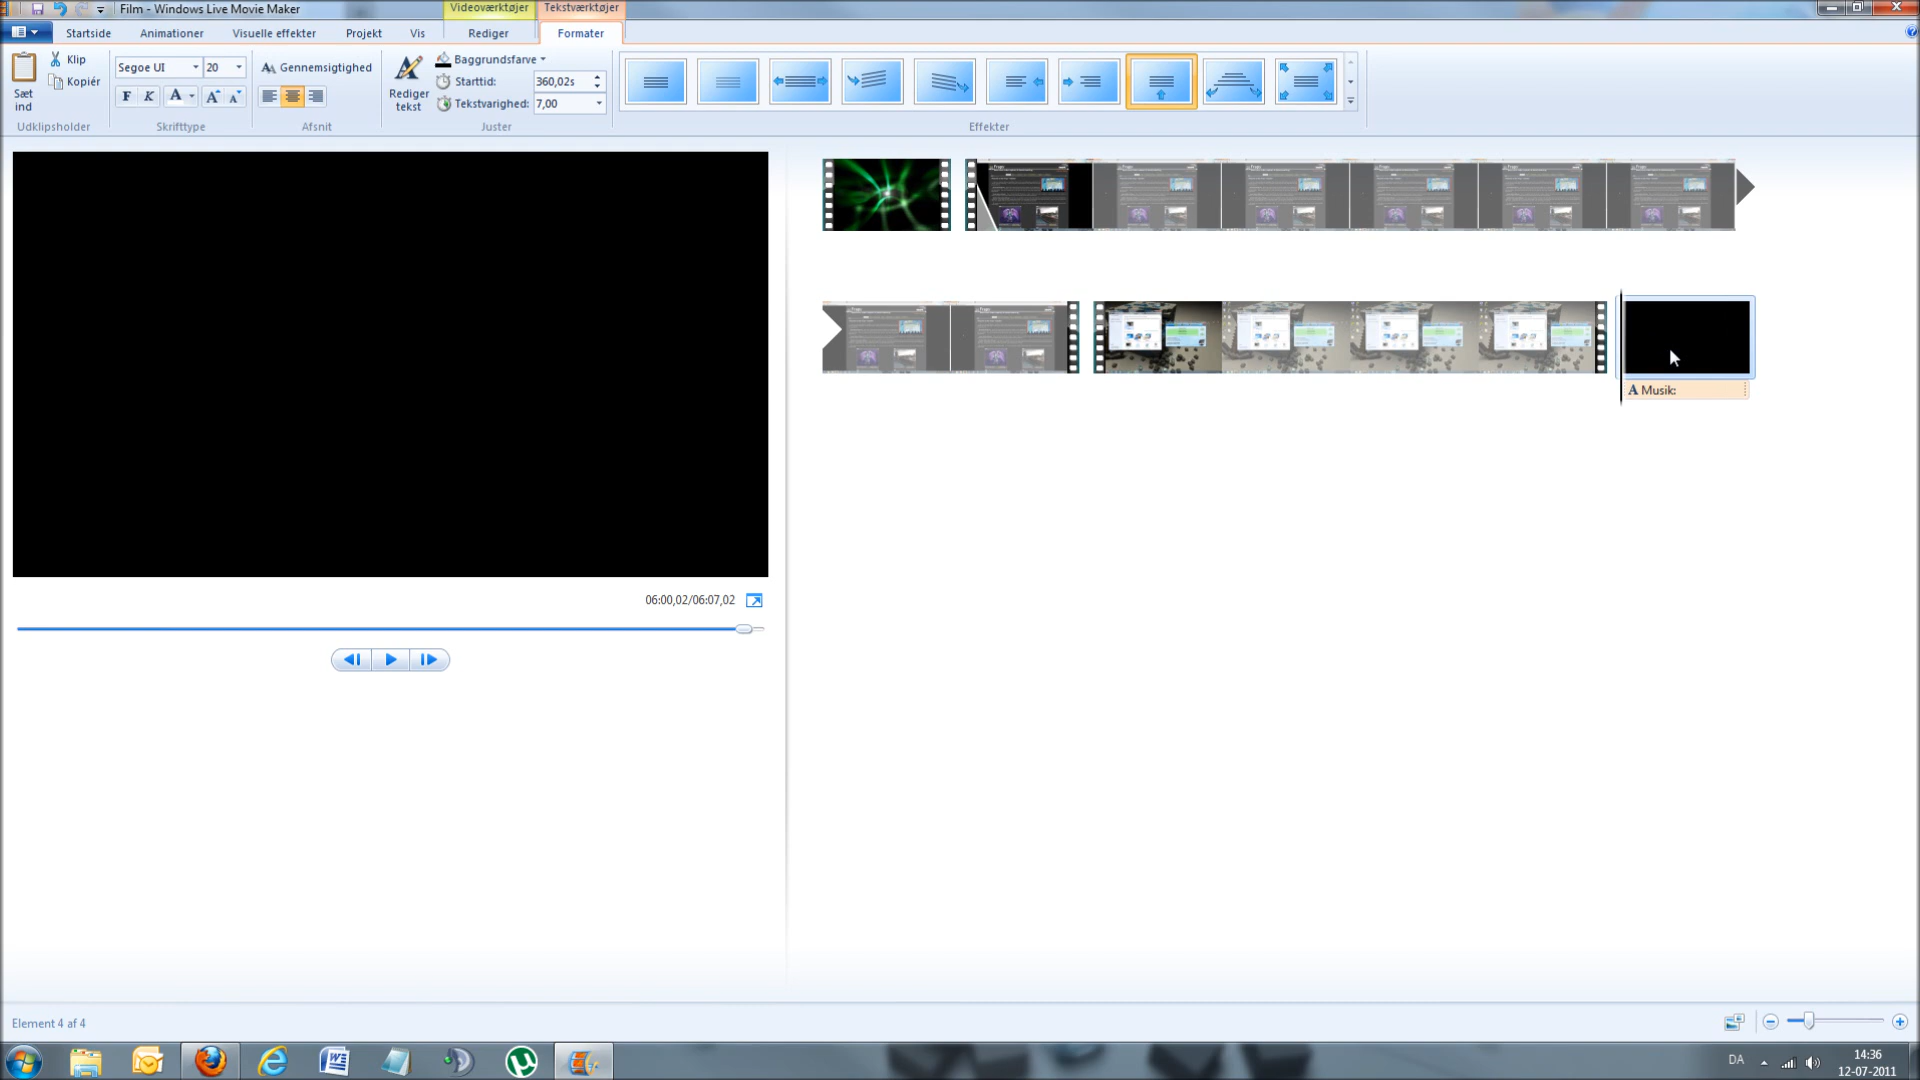 Film - Windows Live Movie Maker
Videoværktøjer
Tekstværktøjer
Startside
Animationer
Visuelle effekter
Projekt
Vis
Rediger
Formater
Sæt
ind
Klip
Kopiér
Udklipsholder
Segoe UI
20
F K A A A
Skrifttype
Gennemsigtighed
Afsnit
Rediger
tekst
Baggrundsfarve
Starttid:
360,02s
Tekstvarighed:
7,00
Juster
Effekter
A Musik:
06:00,02/06:07,02
Element 4 af 4
DA
14:36
12-07-2011